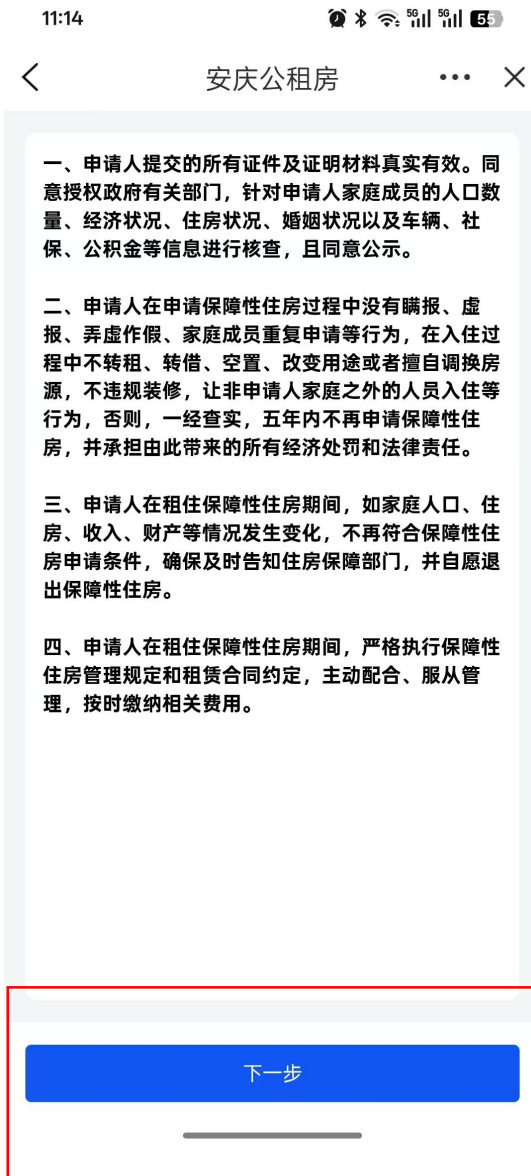 11:14
5G 5G 55
安庆公租房
一、申请人提交的所有证件及证明材料真实有效。同
意授权政府有关部门，针对申请人家庭成员的人口数
量、经济状况、住房状况、婚姻状况以及车辆、社
保、公积金等信息进行核查，且同意公示。
二、申请人在申请保障性住房过程中没有瞒报、虚
报、弄虚作假、家庭成员重复申请等行为，在入住过
程中不转租、转借、空置、改变用途或者擅自调换房
源，不违规装修，让非申请人家庭之外的人员入住等
行为，否则，一经查实，五年内不再申请保障性住
房，并承担由此带来的所有经济处罚和法律责任。
三、申请人在租住保障性住房期间，如家庭人口、住
房、收入、财产等情况发生变化，不再符合保障性住
房申请条件，确保及时告知住房保障部门，并自愿退
出保障性住房。
四、申请人在租住保障性住房期间，严格执行保障性
住房管理规定和租赁合同约定，主动配合、服从管
理，按时缴纳相关费用。
下一步